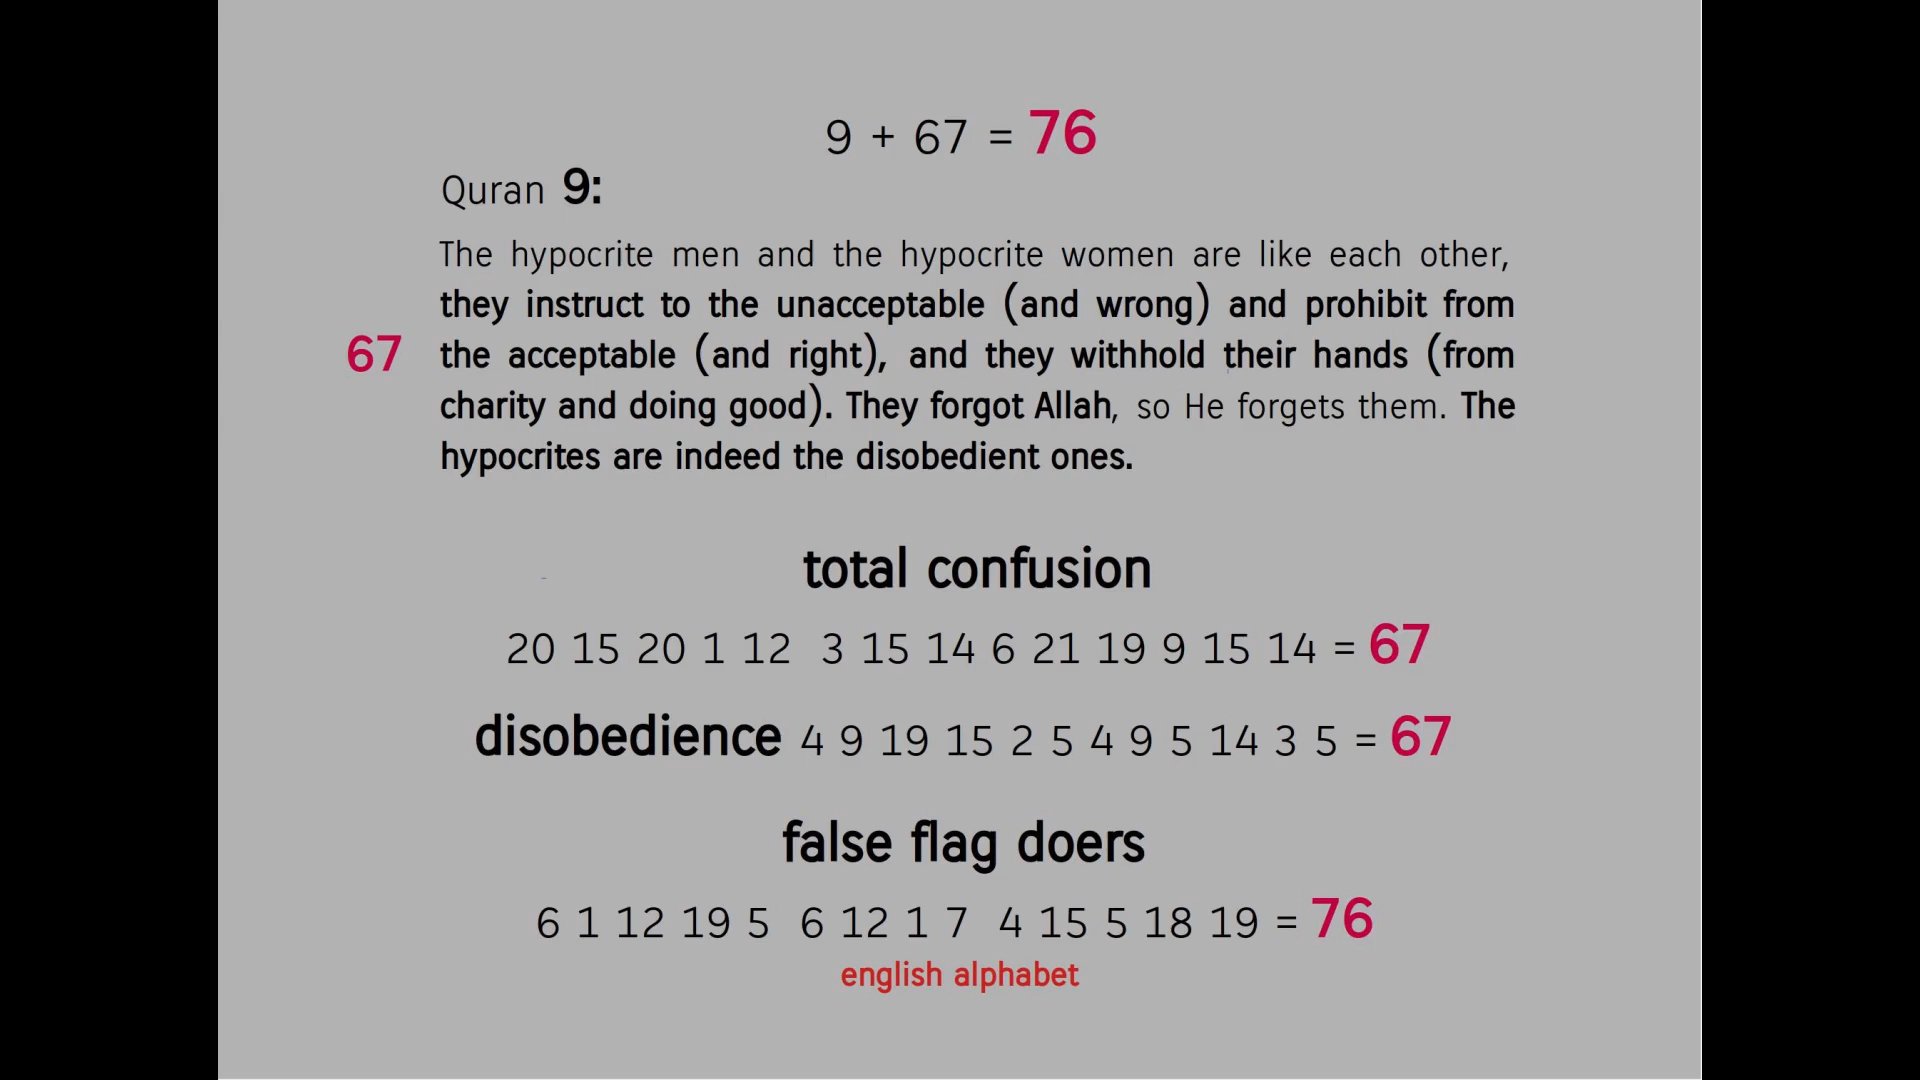 9 + 67 = 76
Quran 9:
The hypocrite men and the hypocrite women are like each other,
they instruct to the unacceptable (and wrong) and prohibit from
67 the acceptable (and right), and they withhold their hands (from
charity and doing good). They forgot Allah, so He forgets them. The
hypocrites are indeed the disobedient ones.
total confusion
20 15 20 1 12 3 15 14 6 21 19 9 15 14 = 67
disobedience 4 9 19 15 2 5 4 9 5 14 3 5 = 67
false flag doers
6 1 12 19 5 6 12 1 7 4 15 5 18 19 = 76
english alphabet